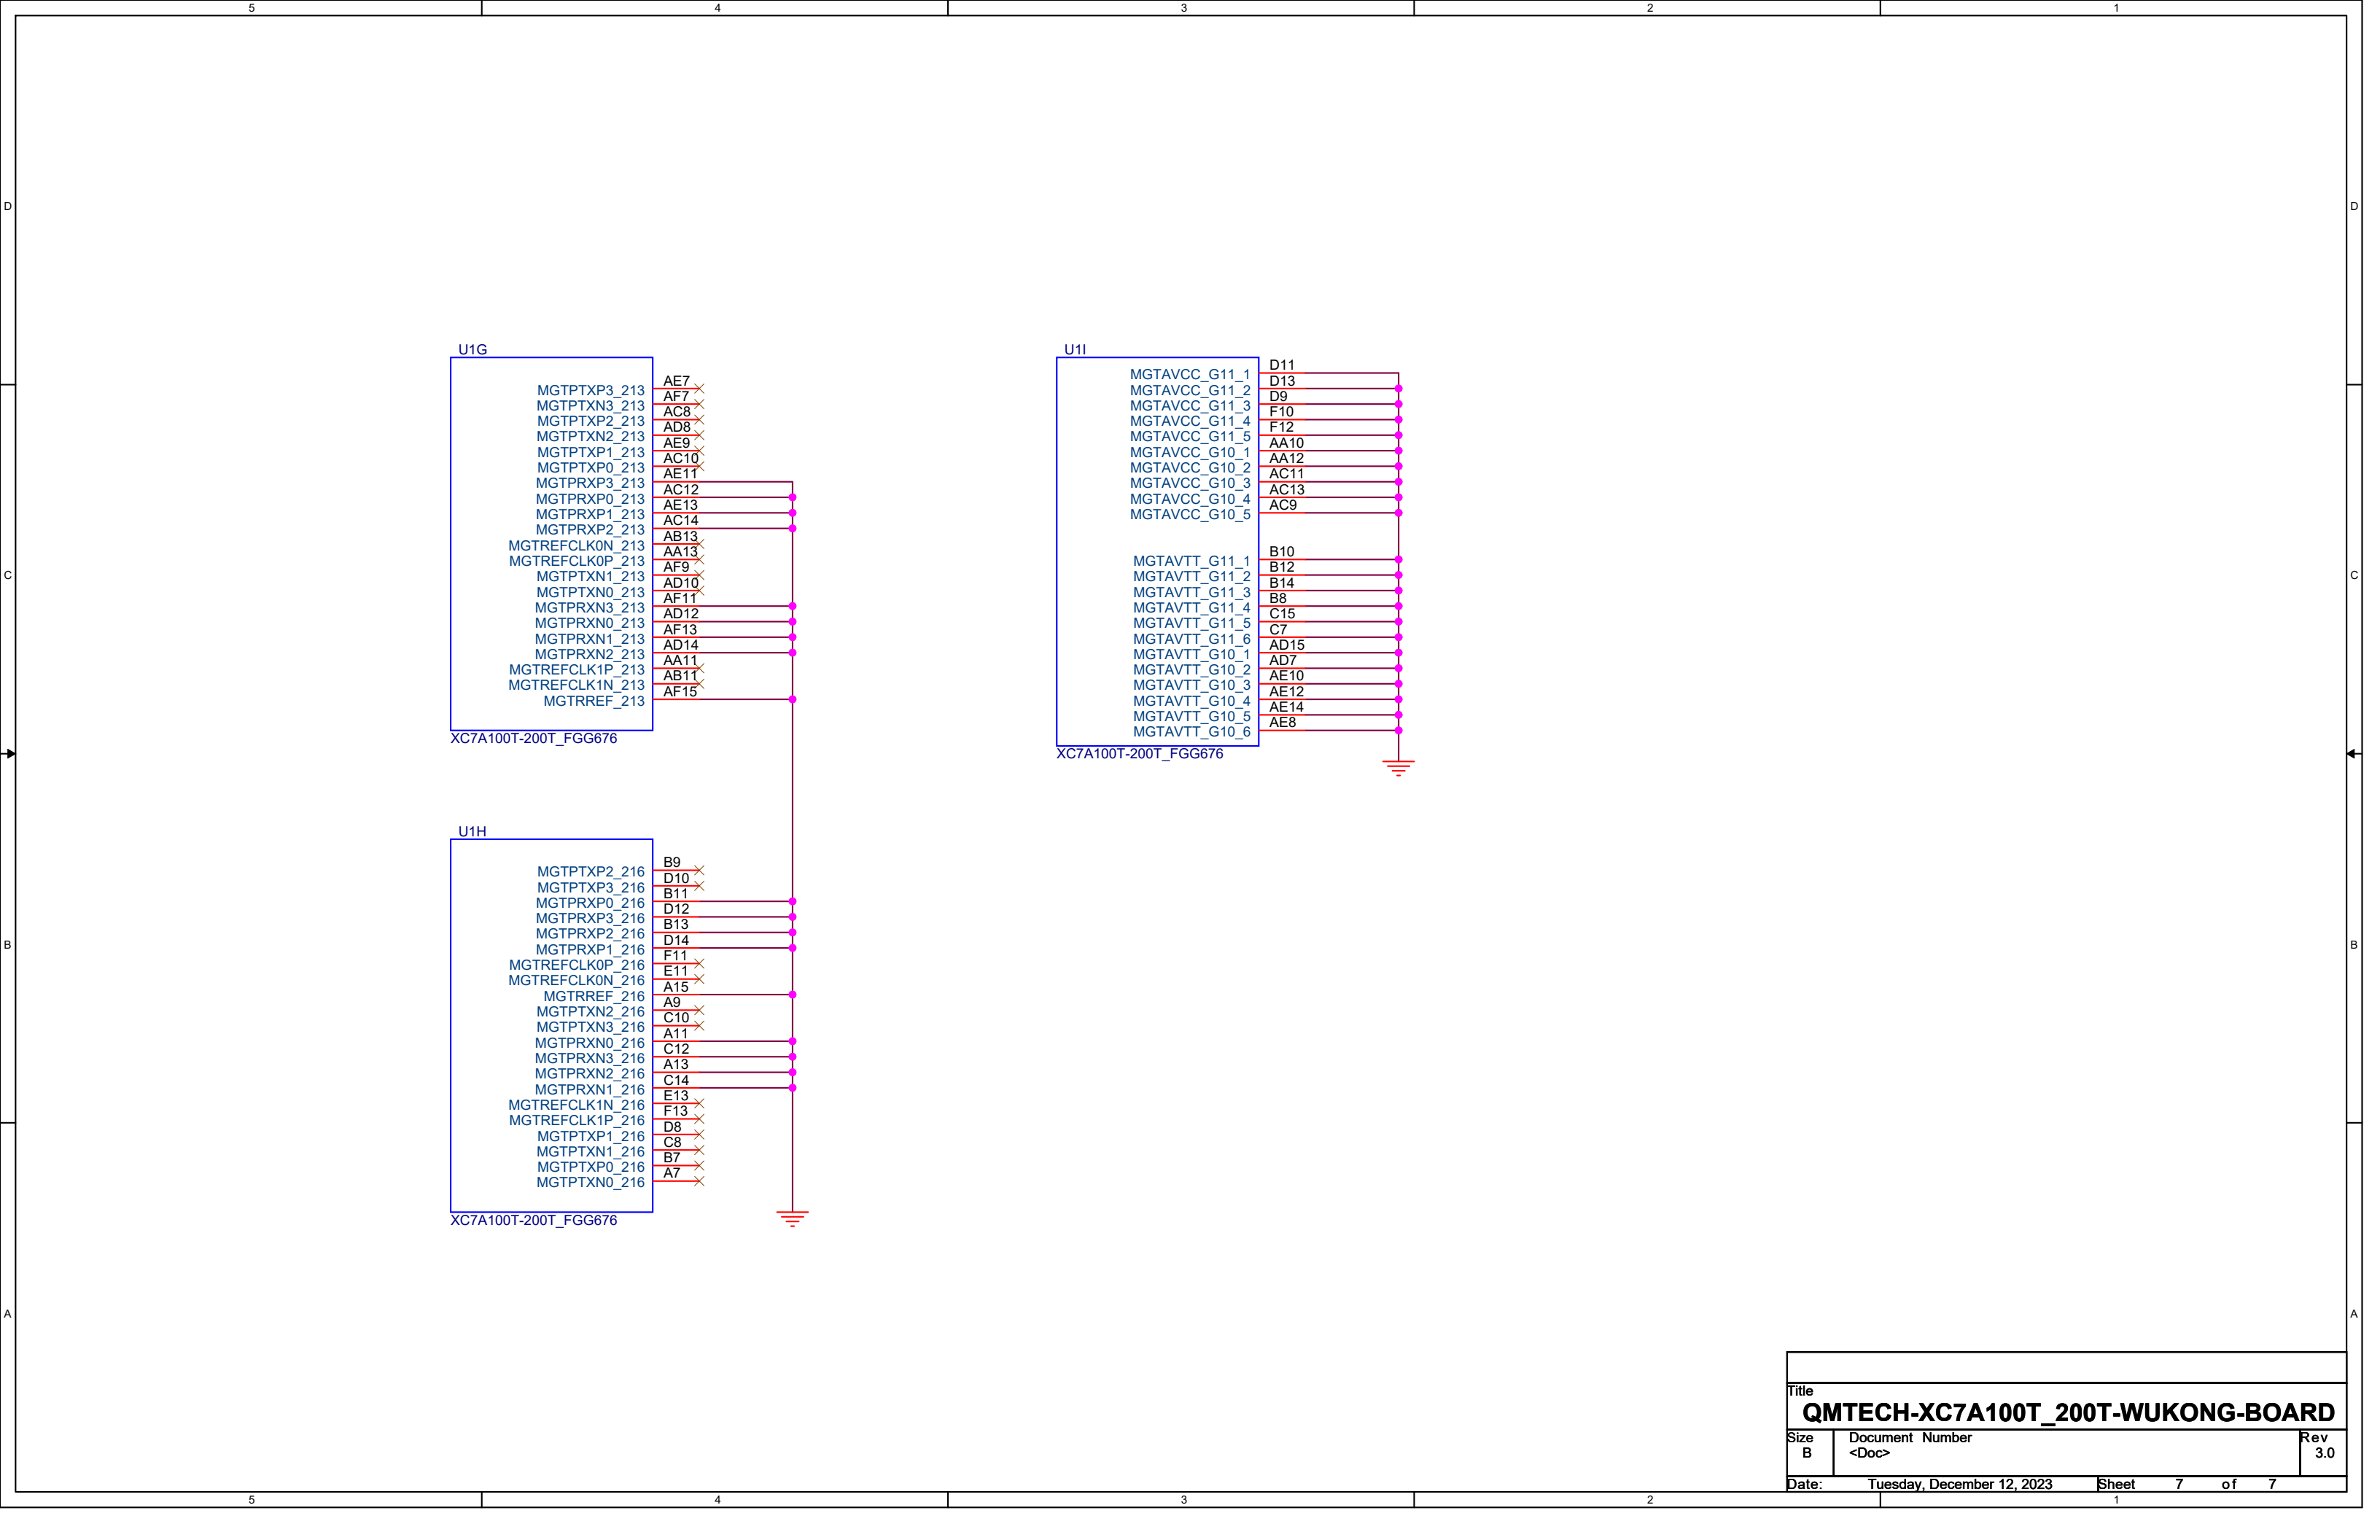 5 4 3 2 1
D D
C C
B B
A A
U1G
MGTPTXP3_213 AE7
MGTPTXN3_213 AF7
MGTPTXP2_213 AC8
MGTPTXN2_213 AD8
MGTPTXP1_213 AE9
MGTPTXP0_213 AC10
MGTPRXP3_213 AE11
MGTPRXP0_213 AC12
MGTPRXP1_213 AE13
MGTPRXP2_213 AC14
MGTREFCLK0N_213 AB13
MGTREFCLK0P_213 AA13
MGTPTXN1_213 AF9
MGTPTXN0_213 AD10
MGTPRXN3_213 AF11
MGTPRXN0_213 AD12
MGTPRXN1_213 AF13
MGTPRXN2_213 AD14
MGTREFCLK1P_213 AA11
MGTREFCLK1N_213 AB11
MGTRREF_213 AF15
XC7A100T-200T_FGG676
U1I
MGTAVCC_G11_1 D11
MGTAVCC_G11_2 D13
MGTAVCC_G11_3 D9
MGTAVCC_G11_4 F10
MGTAVCC_G11_5 F12
MGTAVCC_G10_1 AA10
MGTAVCC_G10_2 AA12
MGTAVCC_G10_3 AC11
MGTAVCC_G10_4 AC13
MGTAVCC_G10_5 AC9
MGTAVTT_G11_1 B10
MGTAVTT_G11_2 B12
MGTAVTT_G11_3 B14
MGTAVTT_G11_4 B8
MGTAVTT_G11_5 C15
MGTAVTT_G11_6 C7
MGTAVTT_G10_1 AD15
MGTAVTT_G10_2 AD7
MGTAVTT_G10_3 AE10
MGTAVTT_G10_4 AE12
MGTAVTT_G10_5 AE14
MGTAVTT_G10_6 AE8
XC7A100T-200T_FGG676
U1H
MGTPTXP2_216 B9
MGTPTXP3_216 D10
MGTPRXP0_216 B11
MGTPRXP3_216 D12
MGTPRXP2_216 B13
MGTPRXP1_216 D14
MGTREFCLK0P_216 F11
MGTREFCLK0N_216 E11
MGTRREF_216 A15
MGTPTXN2_216 A9
MGTPTXN3_216 C10
MGTPRXN0_216 A11
MGTPRXN3_216 C12
MGTPRXN2_216 A13
MGTPRXN1_216 C14
MGTREFCLK1N_216 E13
MGTREFCLK1P_216 F13
MGTPTXP1_216 D8
MGTPTXN1_216 C8
MGTPTXP0_216 B7
MGTPTXN0_216 A7
XC7A100T-200T_FGG676
Title
QMTECH-XC7A100T_200T-WUKONG-BOARD
Size Document Number Rev
B <Doc> 3.0
Date: Tuesday, December 12, 2023 Sheet 7 of 7
5 4 3 2 1